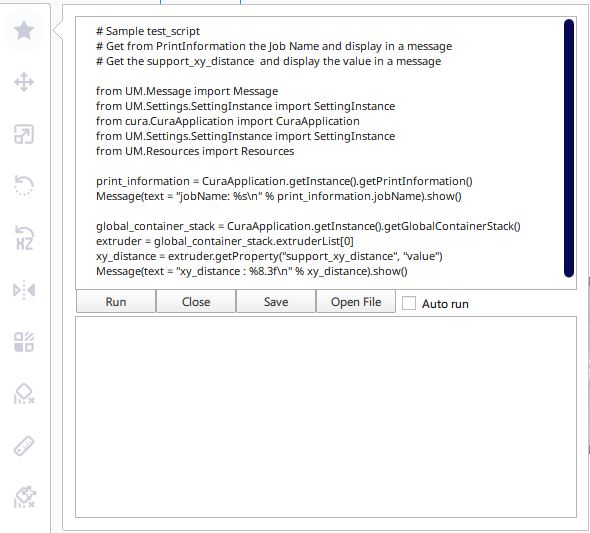 # Sample test_script
# Get from PrintInformation the Job Name and display in a message
# Get the support_xy_distance  and display the value in a message
from UM.Message import Message
from UM.Settings.SettingInstance import SettingInstance
from cura.CuraApplication import CuraApplication
from UM.Settings.SettingInstance import SettingInstance
from UM.Resources import Resources
print_information = CuraApplication.getInstance().getPrintInformation()
Message(text = "jobName: %s\n" % print_information.jobName).show()
global_container_stack = CuraApplication.getInstance().getGlobalContainerStack()
extruder = global_container_stack.extruderList[0]
xy_distance = extruder.getProperty("support_xy_distance", "value")
Message(text = "xy_distance : %8.3f\n" % xy_distance).show()
Run Close Save Open File Auto run
HZ